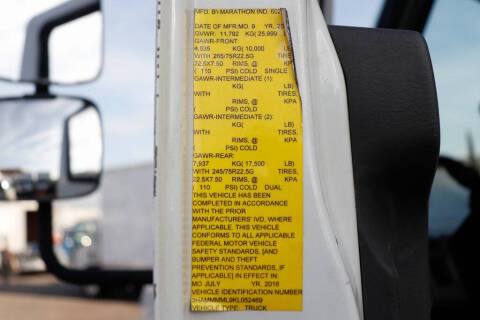 MFD. BY:MARATHON IND. 602
DATE OF MFR/MO. 9 YR. 20
GVWR: 11,792 KG( 25,999
GAWR-FRONT:
4,535 KG( 10,000 LB)
WITH 265/75R22.5G TIRES,
22.5X7.50 RIMS, @ KP
( 110 PSI) COLD SINGLE
GAWR-INTERMEDIATE (1):
KG( LB)
WITH TIRES,
RIMS, @ KPA
( PSI) COLD
GAWR-INTERMEDIATE (2):
KG( LB)
WITH TIRES,
RIMS, @ KPA
( PSI) COLD
GAWR-REAR:
7,937 KG( 17,500 LB)
WITH 245/75R22.5G TIRES,
22.5X7.50 RIMS, @ KPA
( 110 PSI) COLD DUAL
THIS VEHICLE HAS BEEN
COMPLETED IN ACCORDANCE
WITH THE PRIOR
MANUFACTURERS' IVD, WHERE
APPLICABLE. THIS VEHICLE
CONFORMS TO ALL APPLICABLE
FEDERAL MOTOR VEHICLE
SAFETY STANDARDS, [AND
BUMPER AND THEFT
PREVENTION STANDARDS, IF
APPLICABLE] IN EFFECT IN:
MO JULY YR. 2018
VEHICLE IDENTIFICATION NUMBER
3HAMMMML9KL052469
VEHICLE TYPE: TRUCK